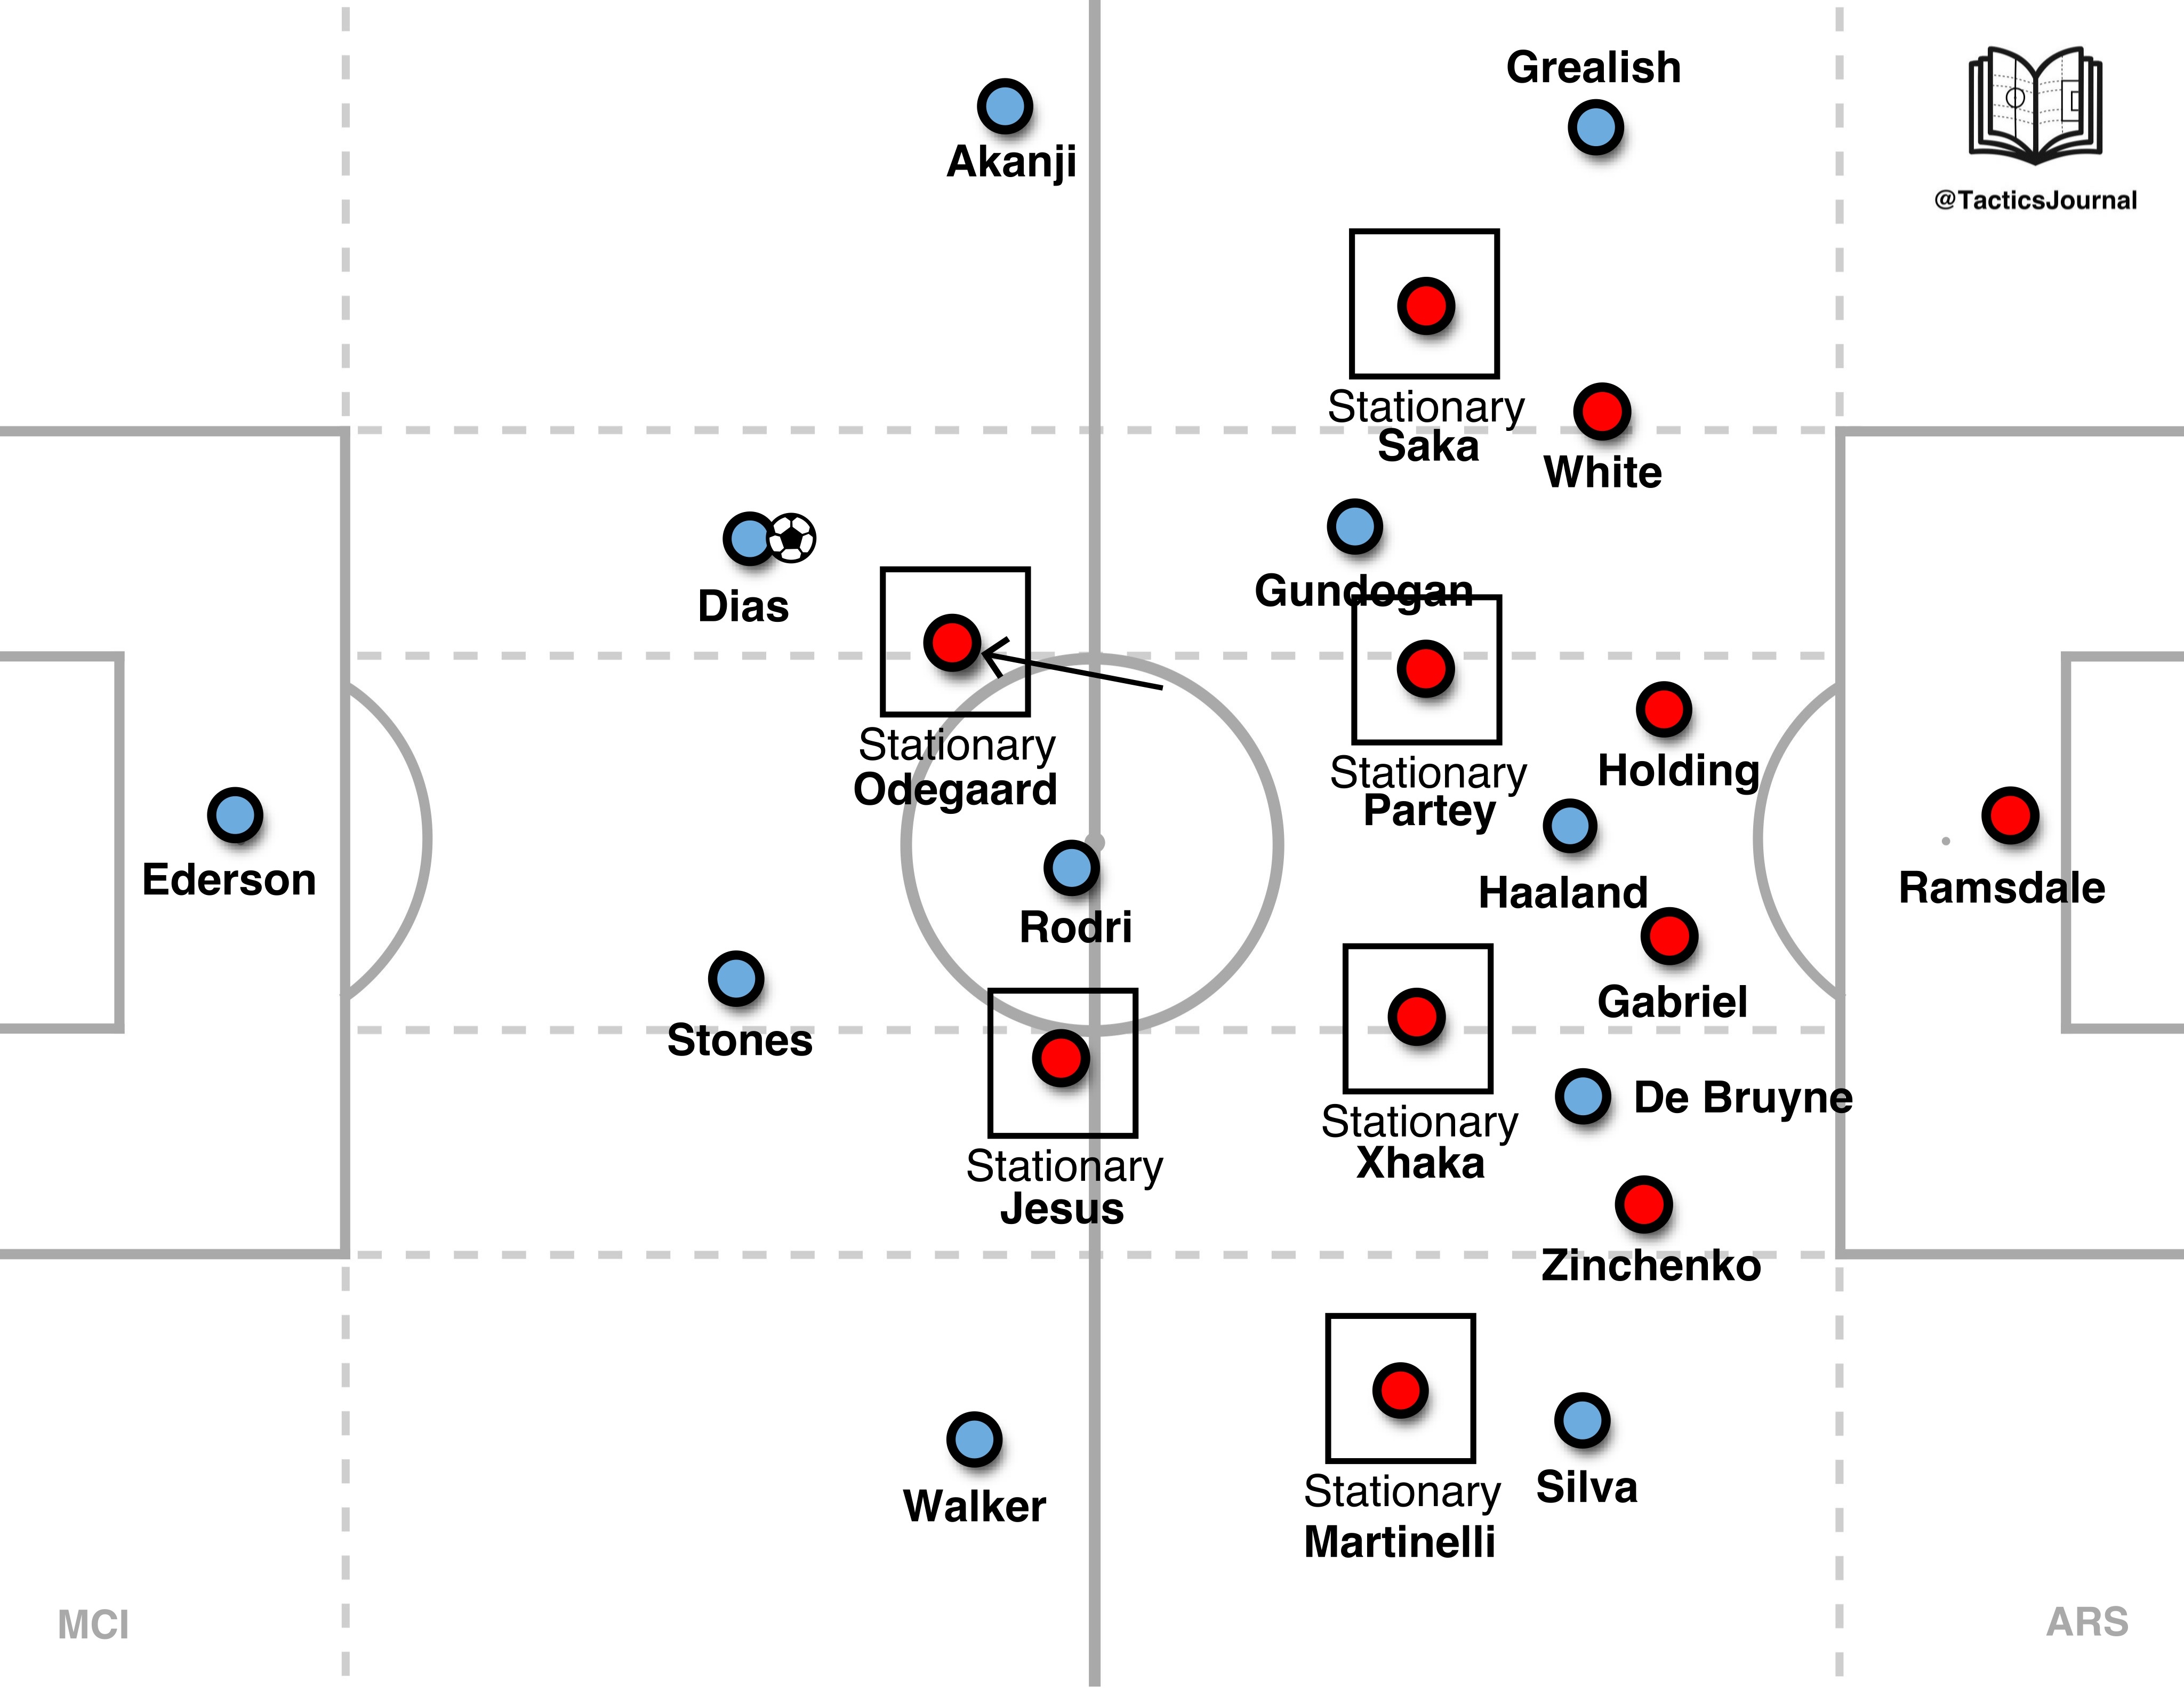 Grealish
@TacticsJournal
Akanji
Stationary
Saka
White
Gundogan
Dias
Stationary
Odegaard
Stationary
Partey
Holding
Ederson
Rodri
Haaland
Ramsdale
Gabriel
Stones
De Bruyne
Stationary
Xhaka
Stationary
Jesus
Zinchenko
Walker
Silva
Stationary
Martinelli
MCI
ARS